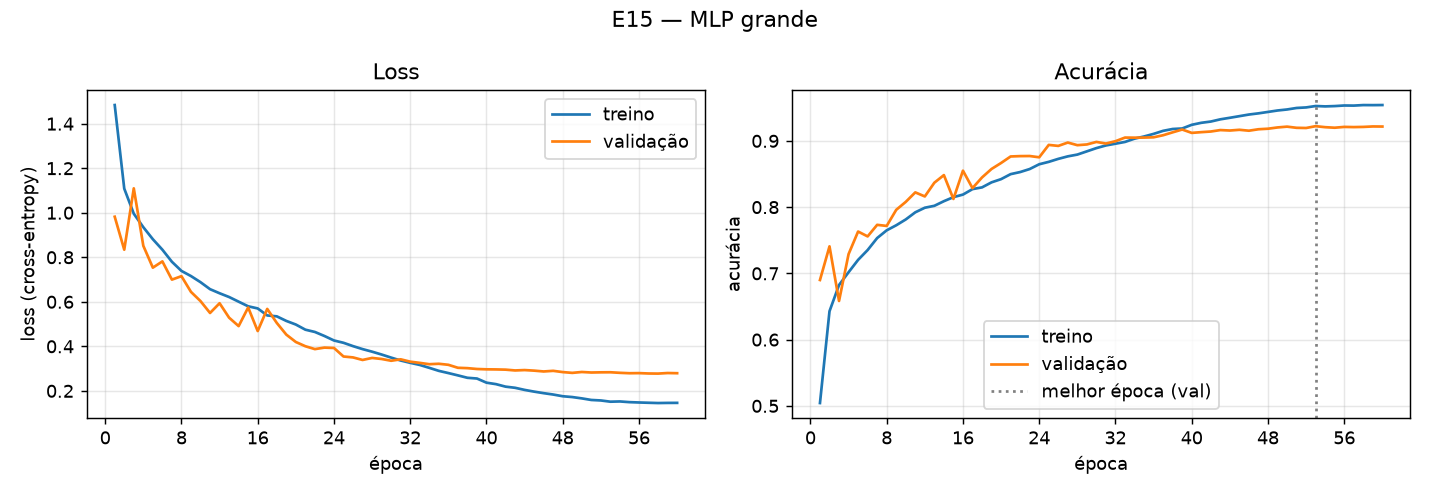 E15 — MLP grande
Loss
loss (cross-entropy)
1.4
1.2
1.0
0.8
0.6
0.4
0.2
0 8 16 24 32 40 48 56
época
treino
validação
Acurácia
acurácia
0.9
0.8
0.7
0.6
0.5
0 8 16 24 32 40 48 56
época
treino
validação
melhor época (val)